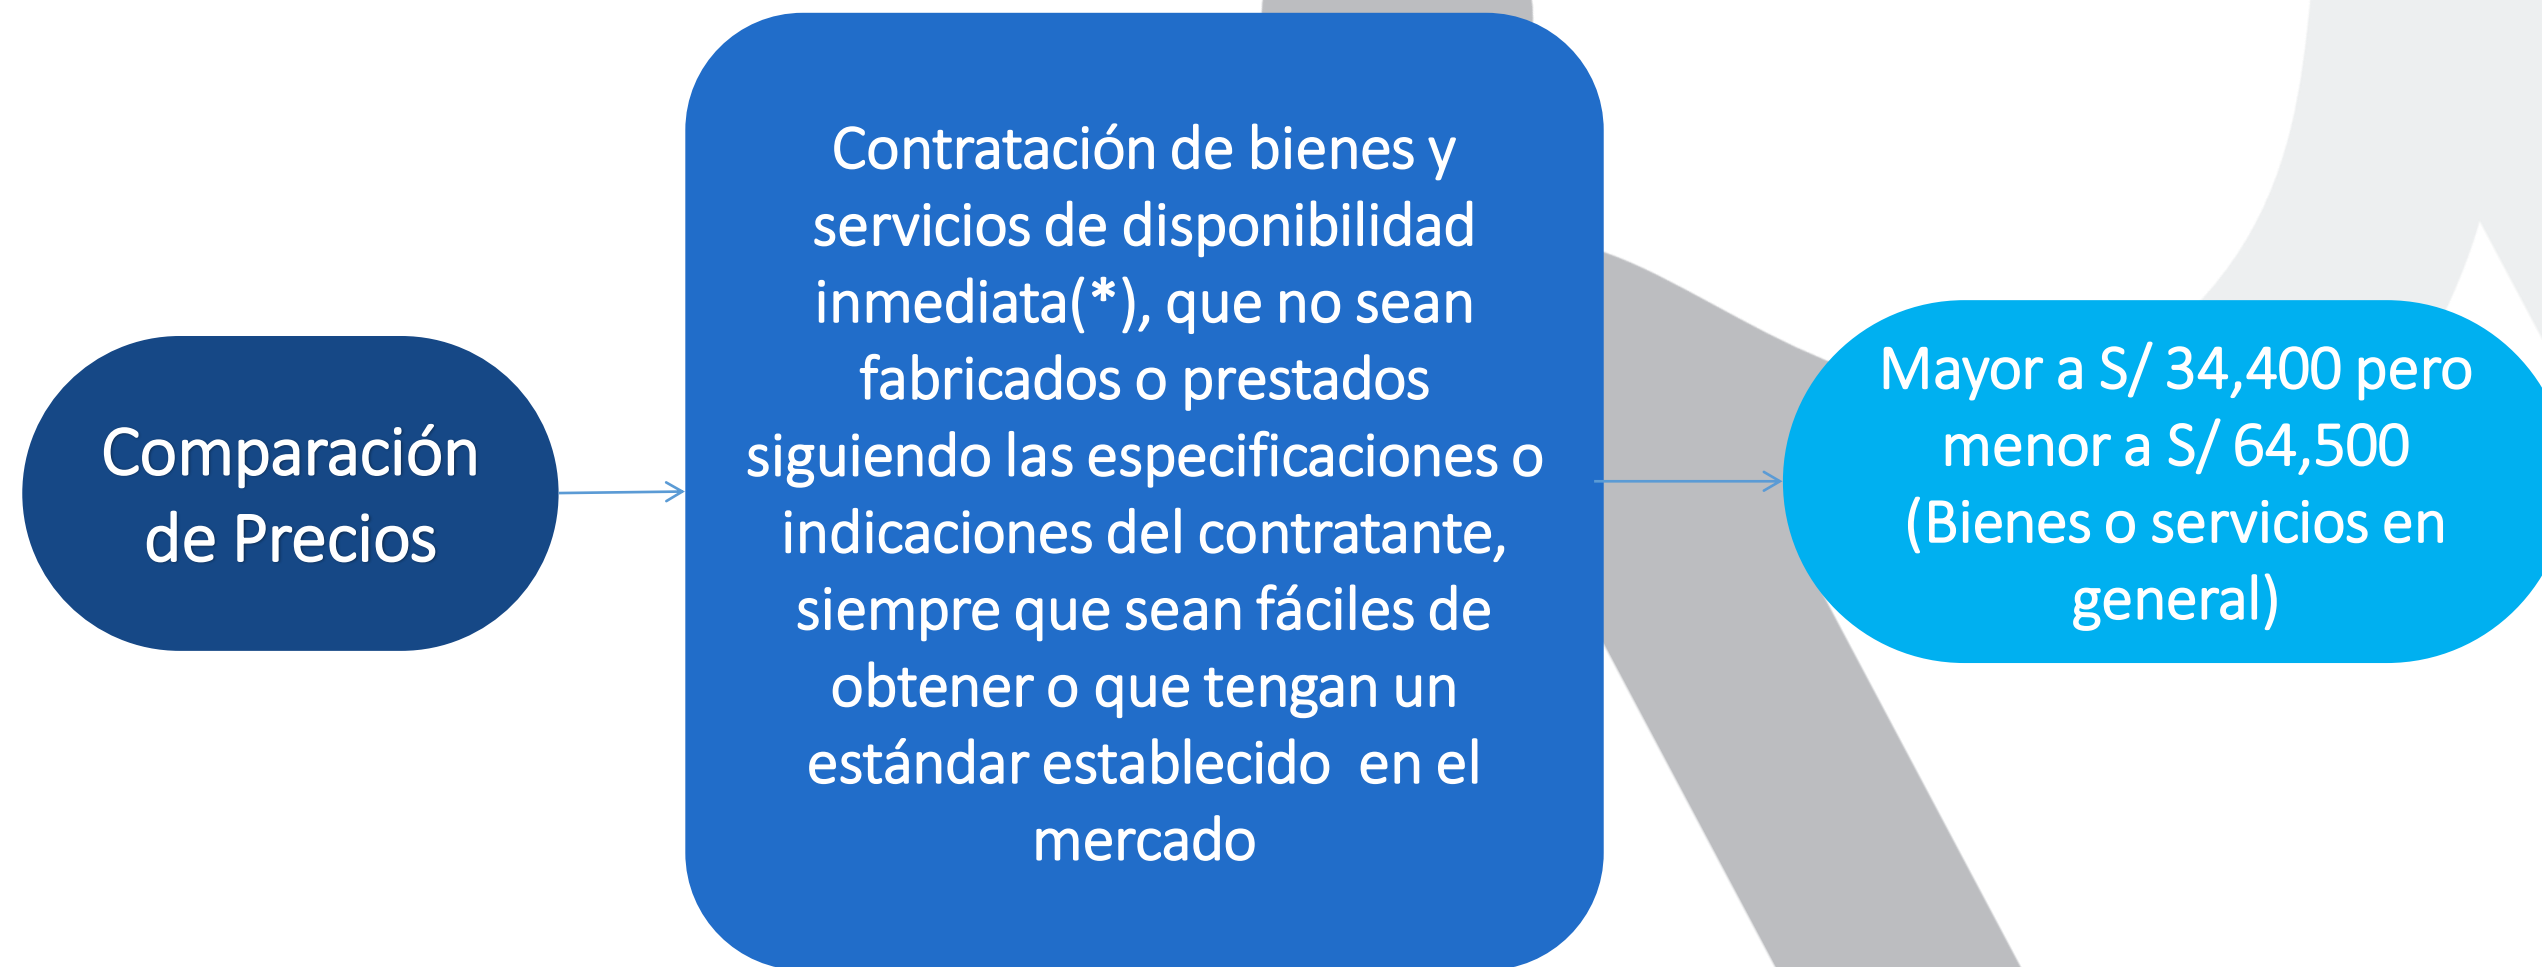 Comparación
de Precios
Contratación de bienes y
servicios de disponibilidad
inmediata(*), que no sean
fabricados o prestados
siguiendo las especificaciones o
indicaciones del contratante,
siempre que sean fáciles de
obtener o que tengan un
estándar establecido  en el
mercado
Mayor a S/ 34,400 pero
menor a S/ 64,500
(Bienes o servicios en
general)